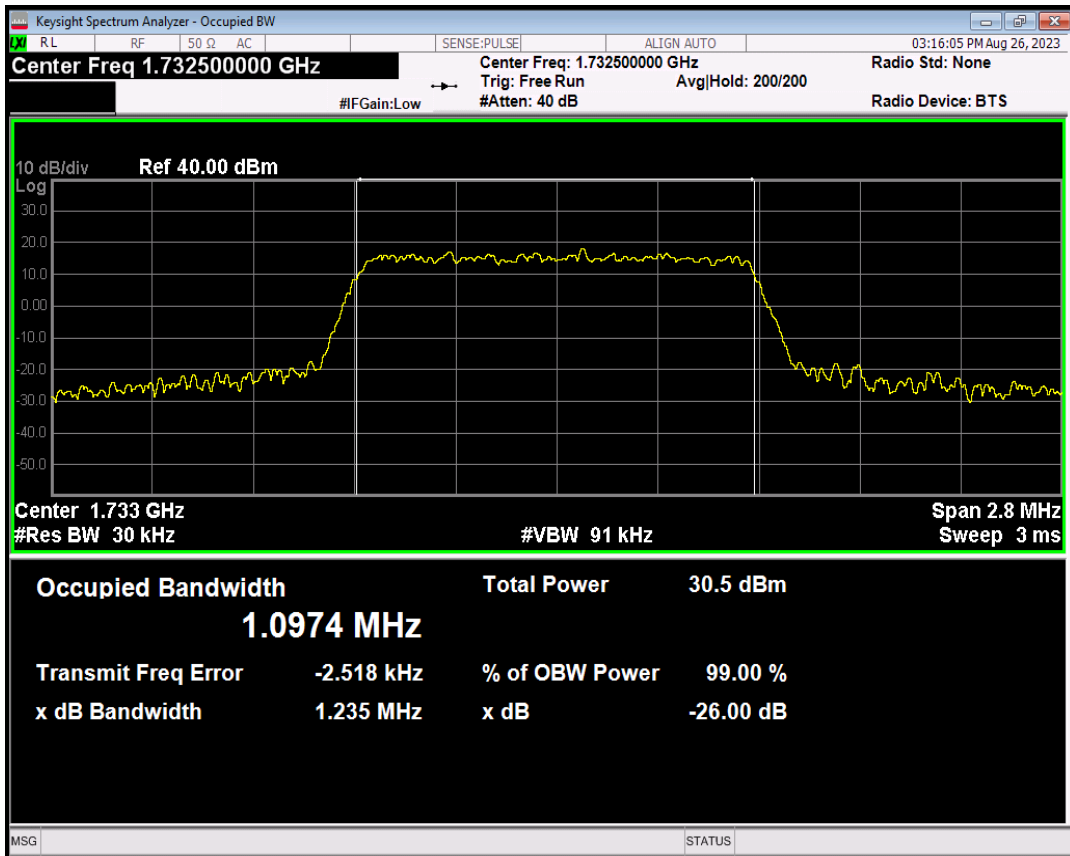 Keysight Spectrum Analyzer - Occupied BW
LXI RL RF 50 Ω AC SENSE:PULSE ALIGN AUTO 03:16:05 PM Aug 26, 2023
Center Freq 1.732500000 GHz Center Freq: 1.732500000 GHz Radio Std: None
Trig: Free Run Avg|Hold: 200/200
#IFGain:Low #Atten: 40 dB Radio Device: BTS
10 dB/div Ref 40.00 dBm
Log
30.0
20.0
10.0
0.00
-10.0
-20.0
-30.0
-40.0
-50.0
Center 1.733 GHz Span 2.8 MHz
#Res BW 30 kHz #VBW 91 kHz Sweep 3 ms
Occupied Bandwidth Total Power 30.5 dBm
1.0974 MHz
Transmit Freq Error -2.518 kHz % of OBW Power 99.00 %
x dB Bandwidth 1.235 MHz x dB -26.00 dB
MSG STATUS